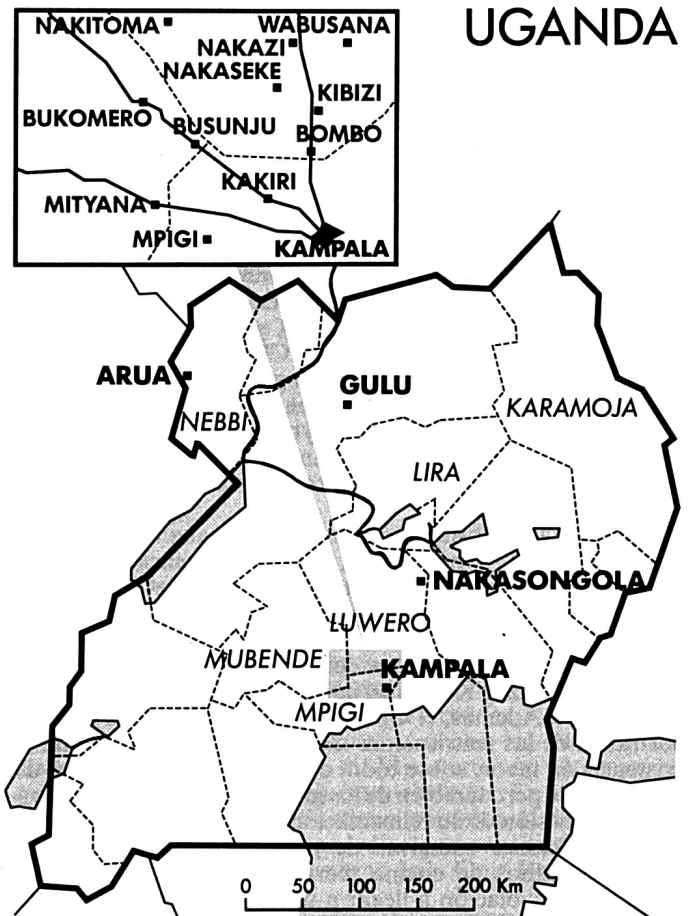 UGANDA
NAKITOMA
WABUSANA
NAKAZI
NAKASEKE
KIBIZI
BUKOMERO
BUSUNJU
BOMBO
KAKIRI
MITYANA
MPIGI
KAMPALA
ARUA
GULU
NEBBI
KARAMOJA
LIRA
NAKASONGOLA
LUWERO
MUBENDE
KAMPALA
MPIGI
0 50 100 150 200 Km